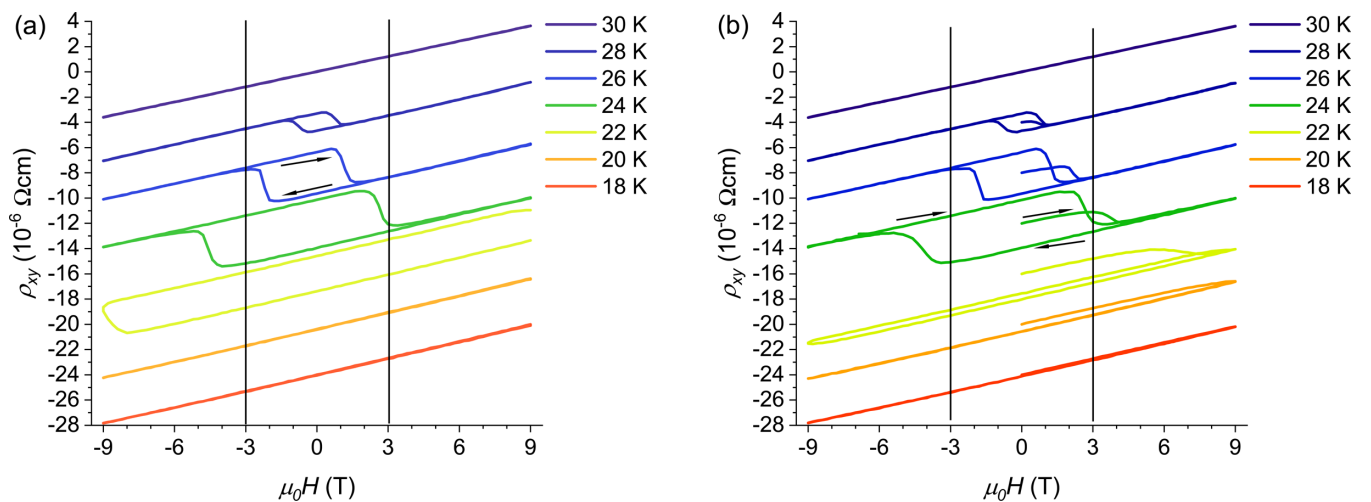 (a)
4
2
0
-2
-4
-6
-8
-10
-12
-14
-16
-18
-20
-22
-24
-26
-28
ρxy (10-6 Ωcm)
-9 -6 -3 0 3 6 9
μ0H (T)
30 K
28 K
26 K
24 K
22 K
20 K
18 K
(b)
4
2
0
-2
-4
-6
-8
-10
-12
-14
-16
-18
-20
-22
-24
-26
-28
ρxy (10-6 Ωcm)
-9 -6 -3 0 3 6 9
μ0H (T)
30 K
28 K
26 K
24 K
22 K
20 K
18 K